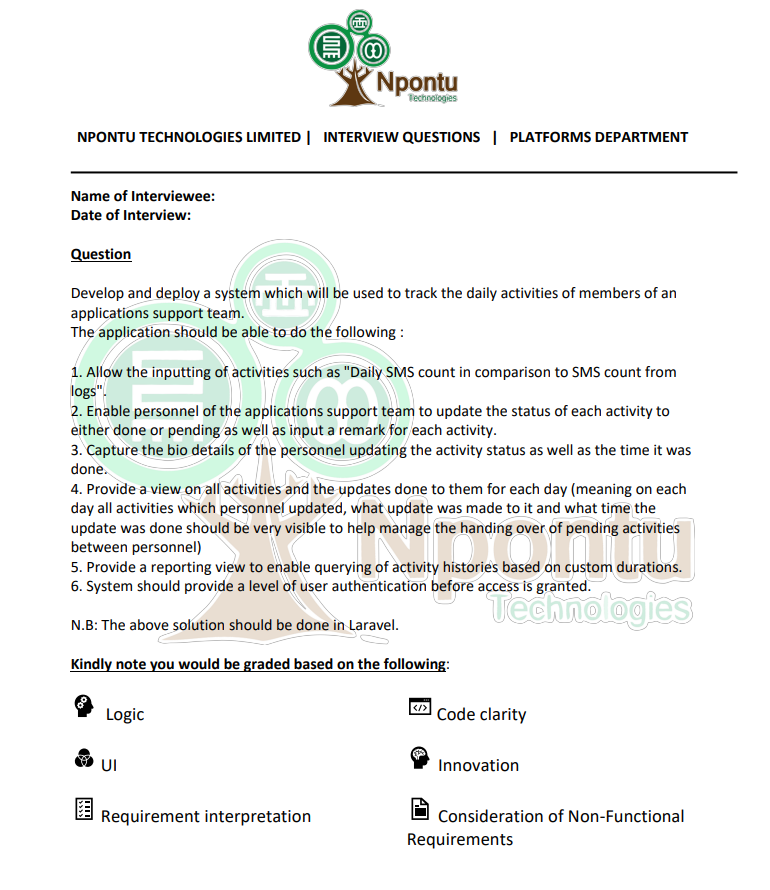 Npontu
Technologies
NPONTU TECHNOLOGIES LIMITED | INTERVIEW QUESTIONS | PLATFORMS DEPARTMENT
Name of Interviewee:
Date of Interview:
Question
Develop and deploy a system which will be used to track the daily activities of members of an
applications support team.
The application should be able to do the following :
1. Allow the inputting of activities such as "Daily SMS count in comparison to SMS count from
logs".
2. Enable personnel of the applications support team to update the status of each activity to
either done or pending as well as input a remark for each activity.
3. Capture the bio details of the personnel updating the activity status as well as the time it was
done.
4. Provide a view on all activities and the updates done to them for each day (meaning on each
day all activities which personnel updated, what update was made to it and what time the
update was done should be very visible to help manage the handing over of pending activities
between personnel)
5. Provide a reporting view to enable querying of activity histories based on custom durations.
6. System should provide a level of user authentication before access is granted.
Npontu
Technologies
N.B: The above solution should be done in Laravel.
Kindly note you would be graded based on the following:
Logic
Code clarity
UI
Innovation
Requirement interpretation
Consideration of Non-Functional
Requirements